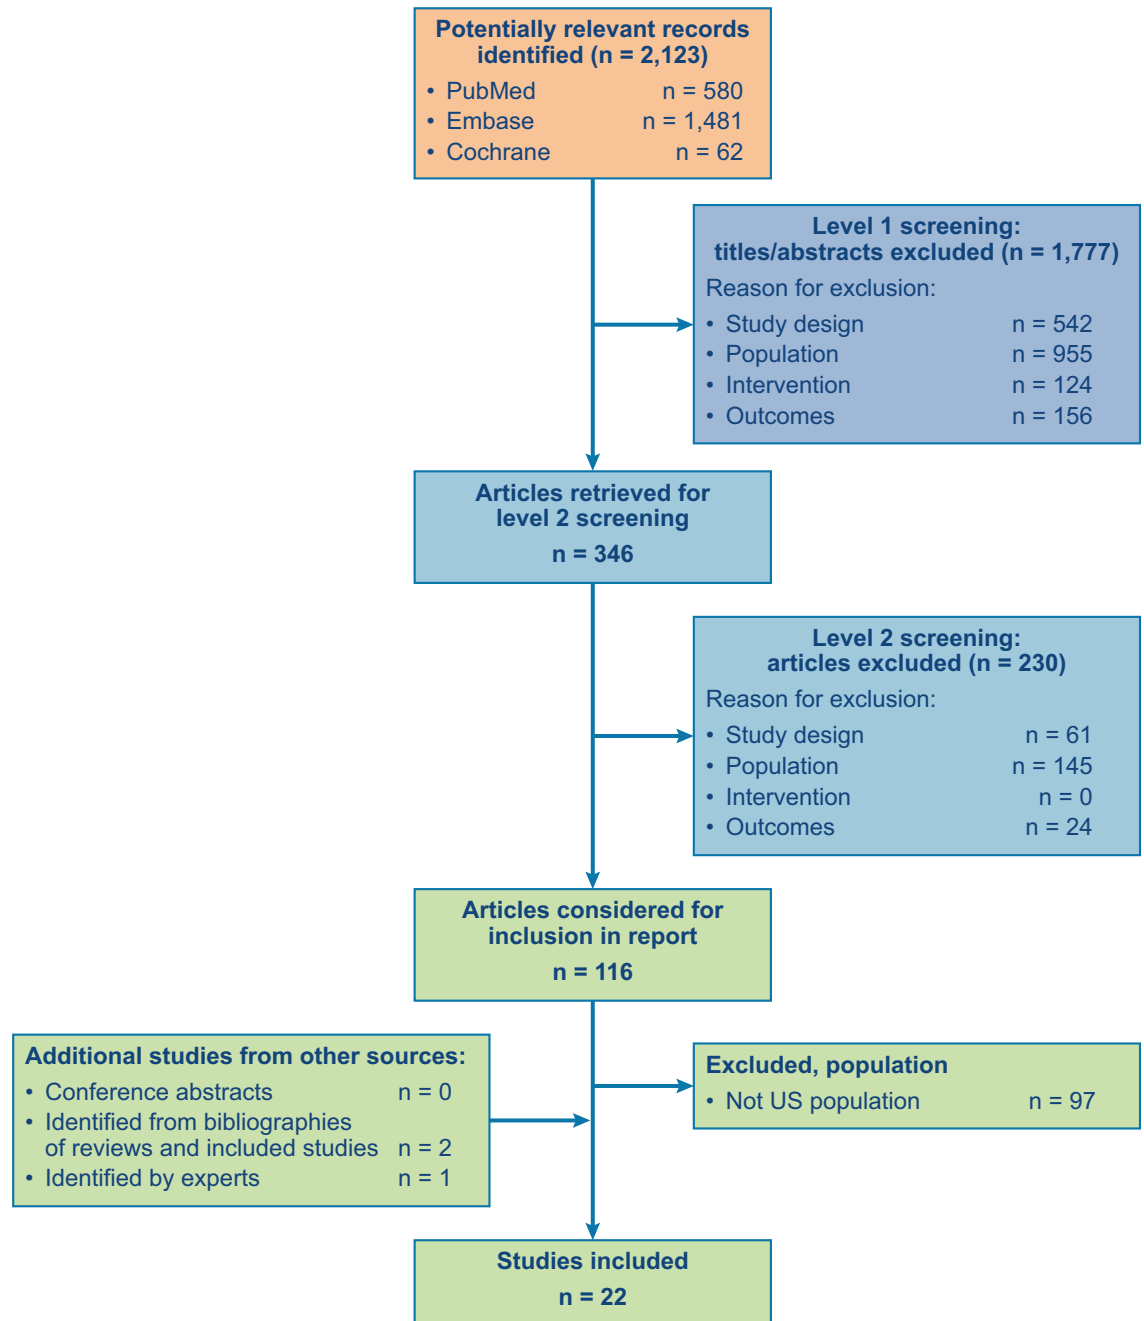 Potentially relevant records
identified (n = 2,123)
• PubMed n = 580
• Embase n = 1,481
• Cochrane n = 62
Level 1 screening:
titles/abstracts excluded (n = 1,777)
Reason for exclusion:
• Study design n = 542
• Population n = 955
• Intervention n = 124
• Outcomes n = 156
Articles retrieved for
level 2 screening
n = 346
Level 2 screening:
articles excluded (n = 230)
Reason for exclusion:
• Study design n = 61
• Population n = 145
• Intervention n = 0
• Outcomes n = 24
Articles considered for
inclusion in report
n = 116
Additional studies from other sources:
• Conference abstracts n = 0
• Identified from bibliographies
of reviews and included studies n = 2
• Identified by experts n = 1
Excluded, population
• Not US population n = 97
Studies included
n = 22